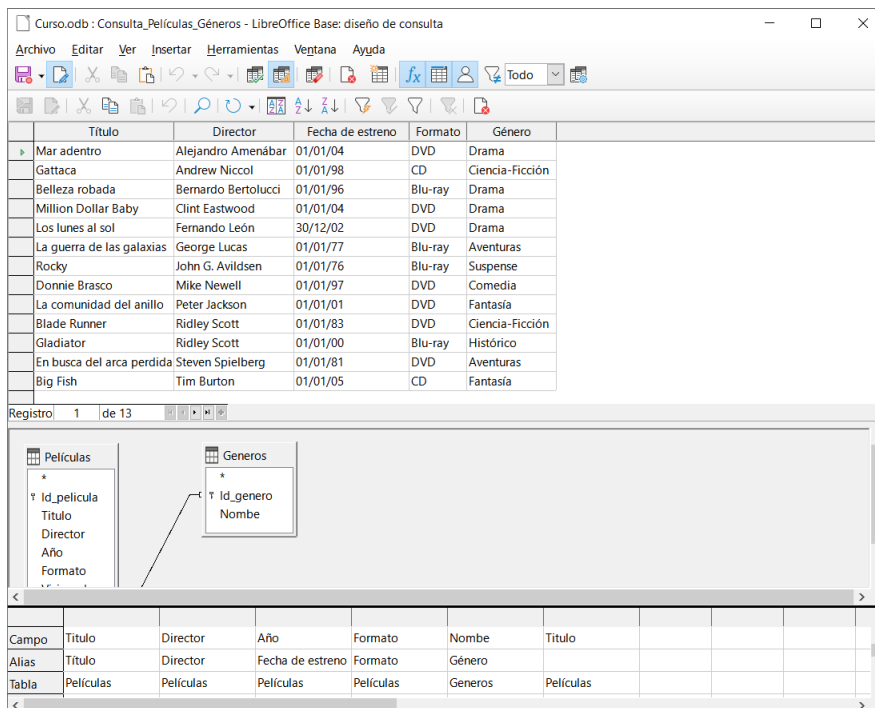 Curso.odb : Consulta_Películas_Géneros - LibreOffice Base: diseño de consulta
Archivo Editar Ver Insertar Herramientas Ventana Ayuda
Todo
Título Director Fecha de estreno Formato Género
Mar adentro Alejandro Amenábar 01/01/04 DVD Drama
Gattaca Andrew Niccol 01/01/98 CD Ciencia-Ficción
Belleza robada Bernardo Bertolucci 01/01/96 Blu-ray Drama
Million Dollar Baby Clint Eastwood 01/01/04 DVD Drama
Los lunes al sol Fernando León 30/12/02 DVD Drama
La guerra de las galaxias George Lucas 01/01/77 Blu-ray Aventuras
Rocky John G. Avildsen 01/01/76 Blu-ray Suspense
Donnie Brasco Mike Newell 01/01/97 DVD Comedia
La comunidad del anillo Peter Jackson 01/01/01 DVD Fantasía
Blade Runner Ridley Scott 01/01/83 DVD Ciencia-Ficción
Gladiator Ridley Scott 01/01/00 Blu-ray Histórico
En busca del arca perdida Steven Spielberg 01/01/81 DVD Aventuras
Big Fish Tim Burton 01/01/05 CD Fantasía
Registro 1 de 13
Películas
*
Id_pelicula
Titulo
Director
Año
Formato
Generos
*
Id_genero
Nombe
Campo Titulo Director Año Formato Nombe Titulo
Alias Título Director Fecha de estreno Formato Género
Tabla Películas Películas Películas Películas Generos Películas